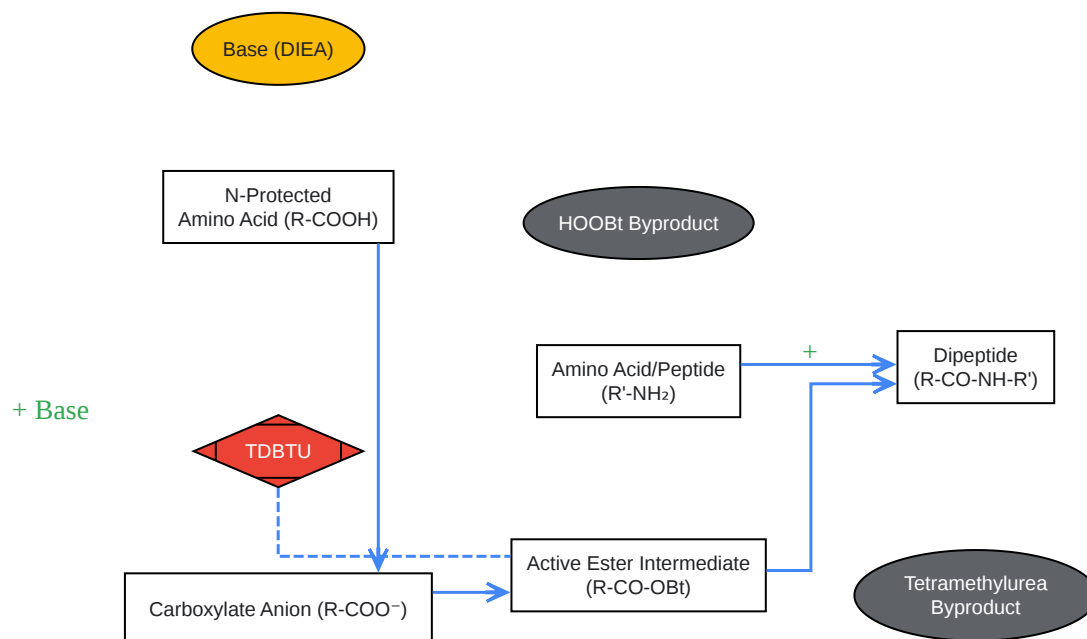 Base (DIEA)
N-Protected
Amino Acid (R-COOH)
HOOBt Byproduct
Amino Acid/Peptide
(R'-NH₂)
+
Dipeptide
(R-CO-NH-R')
+ Base
TDBTU
Active Ester Intermediate
(R-CO-OBt)
Carboxylate Anion (R-COO⁻)
Tetramethylurea
Byproduct